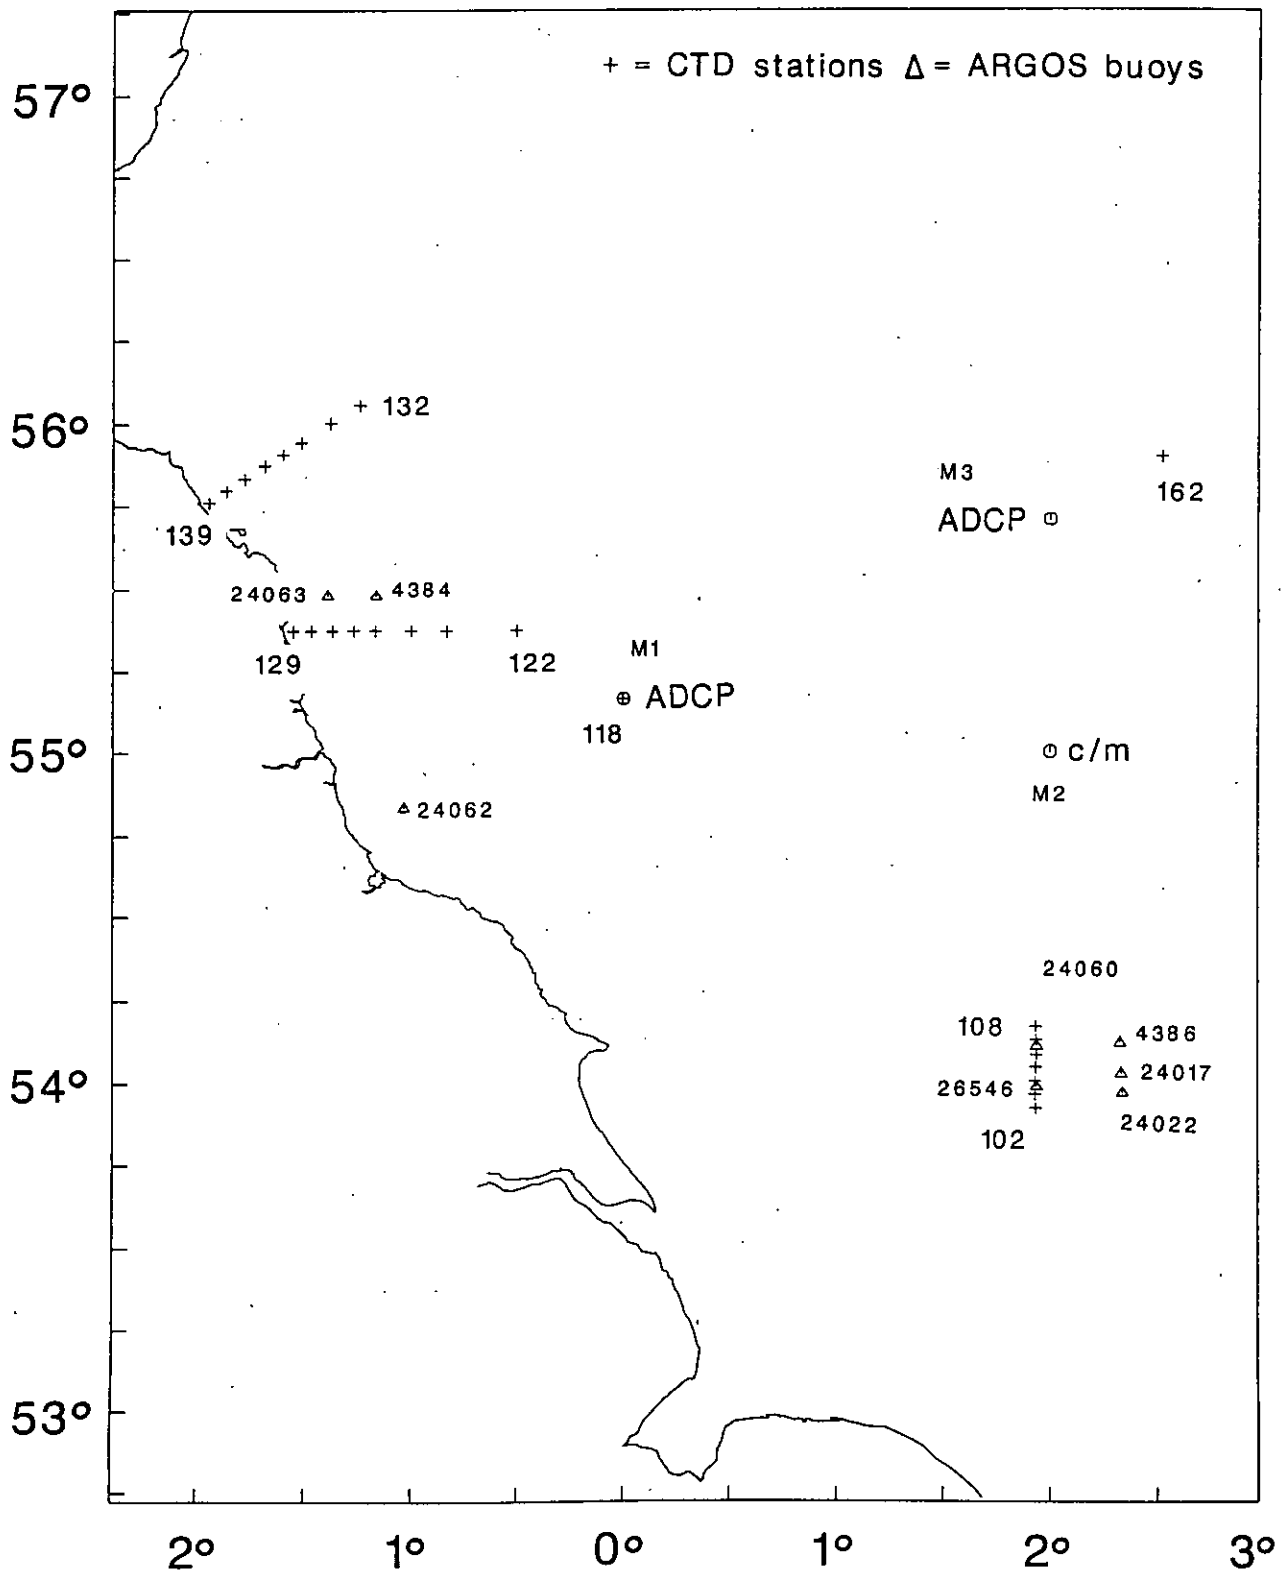 + = CTD stations Δ = ARGOS buoys
57°
132
56°
M3
162
ADCP
139
24063
4384
M1
129
122
ADCP
118
55°
c/m
M2
24062
24060
108
4386
24017
54°
26546
24022
102
53°
2° 1° 0° 1° 2° 3°